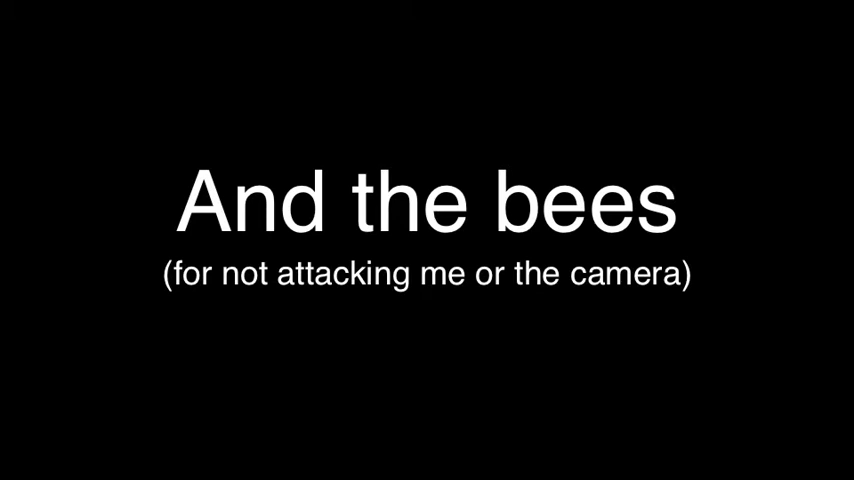 And the bees
(for not attacking me or the camera)